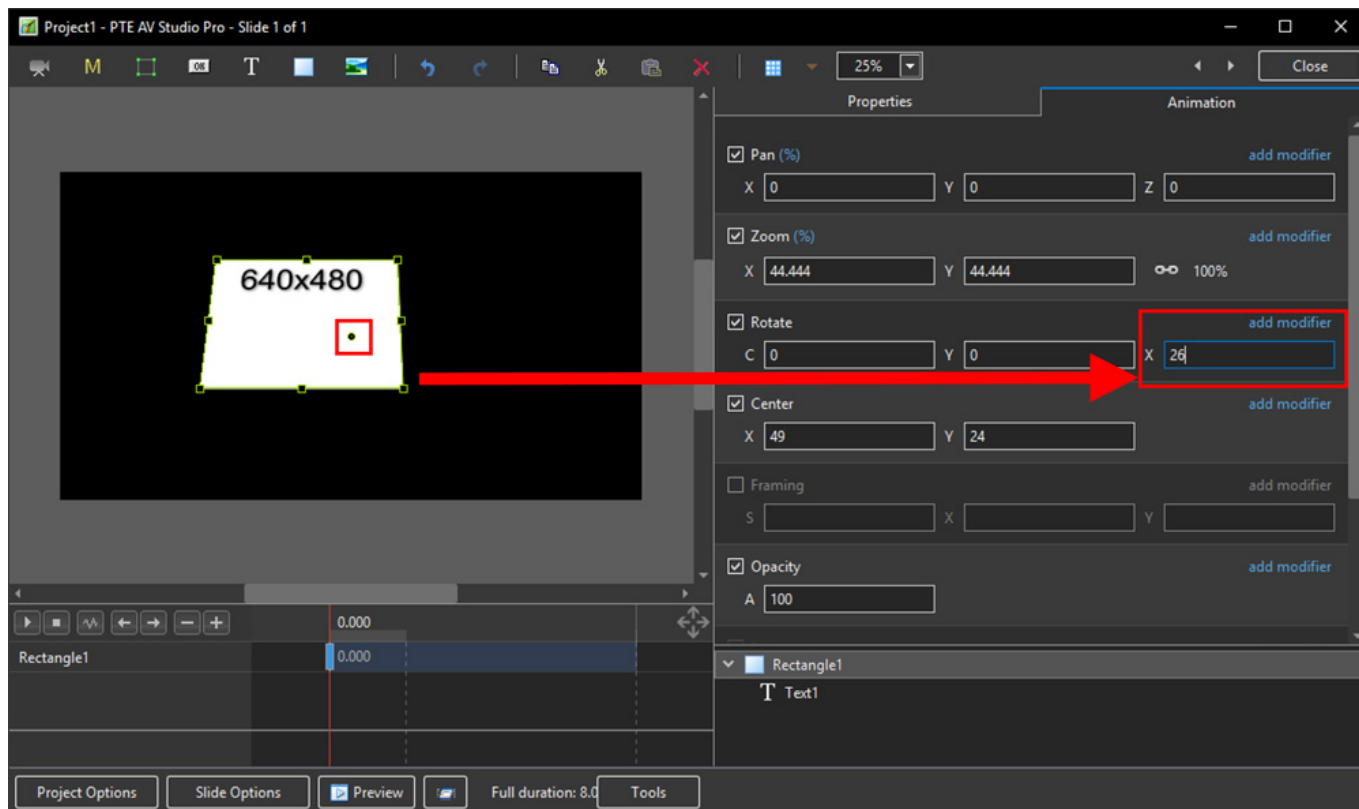 Project1 - PTE AV Studio Pro - Slide 1 of 1
M OK T 25% Close
Properties Animation
Pan (%) add modifier
X 0 Y 0 Z 0
Zoom (%) add modifier
X 44.444 Y 44.444 100%
640x480
Rotate add modifier
C 0 Y 0 X 26
Center add modifier
X 49 Y 24
Framing add modifier
S X Y
Opacity add modifier
A 100
0.000
Rectangle1 0.000
Rectangle1
T Text1
Project Options Slide Options Preview Full duration: 8.0 Tools